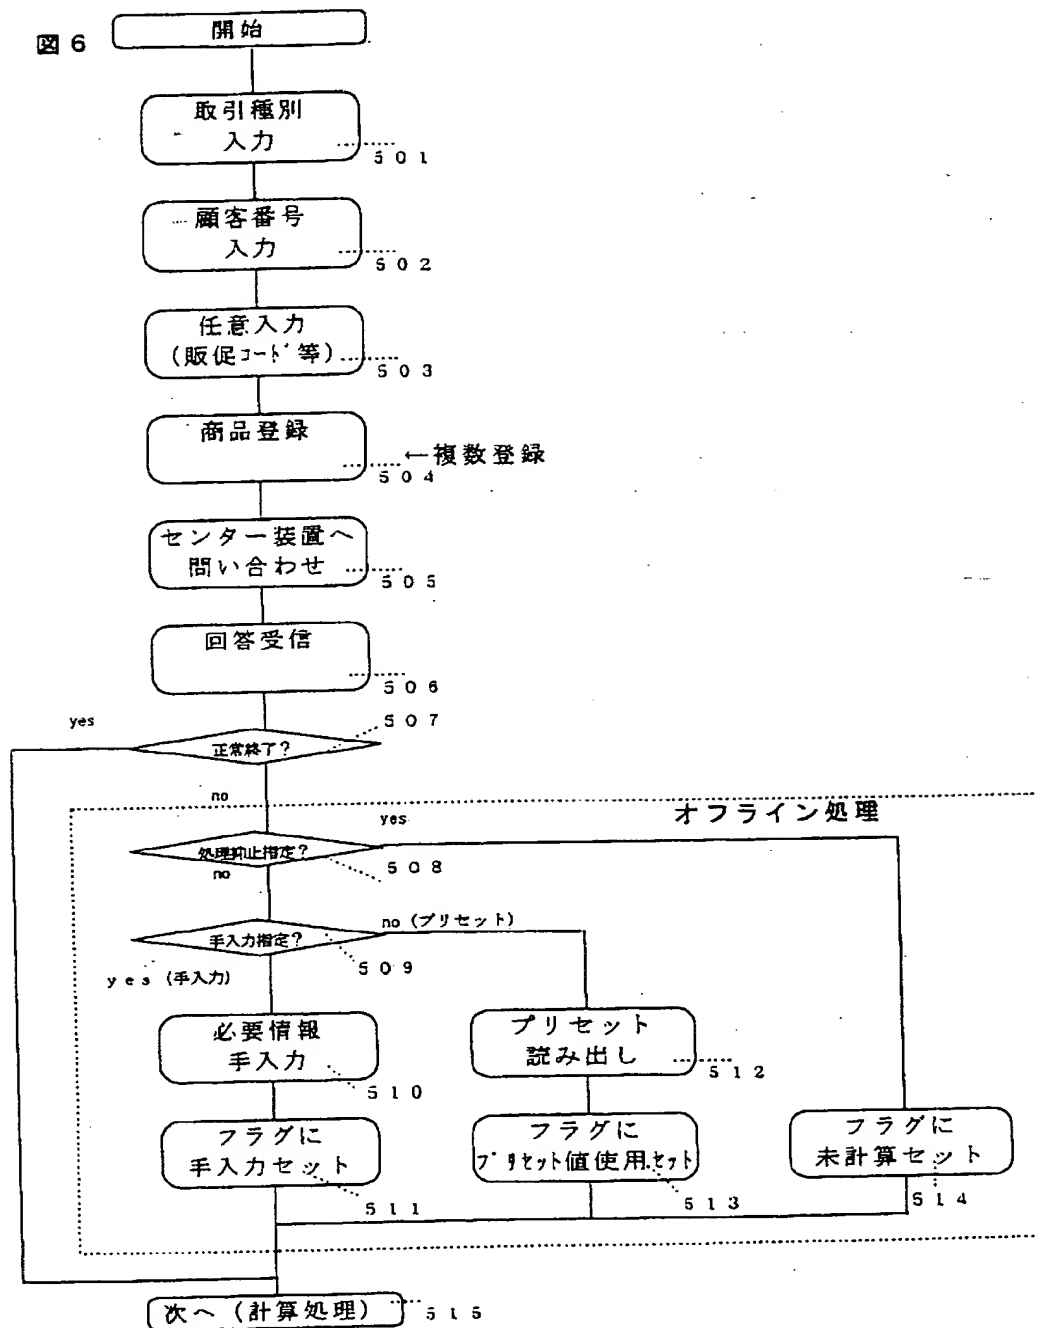 図６
開始
取引種別
入力
５０１
顧客番号
入力
５０２
任意入力
（販促ｺｰﾄﾞ等）
５０３
商品登録
←複数登録
５０４
センター装置へ
問い合わせ
５０５
回答受信
５０６
５０７
yes
正常終了？
no
オフライン処理
yes
処理抑止指定？
５０８
no
no（プリセット）
手入力指定？
５０９
yes（手入力）
必要情報
手入力
５１０
プリセット
読み出し
５１２
フラグに
手入力セット
５１１
フラグに
ﾌﾟﾘｾｯﾄ値使用ｾｯﾄ
５１３
フラグに
未計算セット
５１４
次へ（計算処理）
５１５